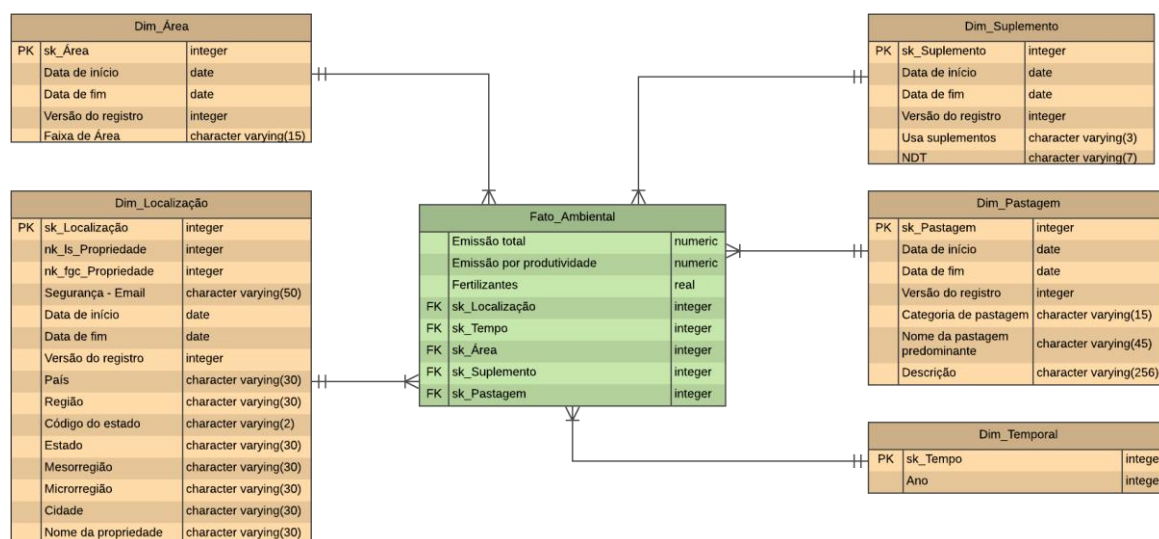 Dim_Área
PK sk_Área integer
Data de início date
Data de fim date
Versão do registro integer
Faixa de Área character varying(15)
Dim_Localização
PK sk_Localização integer
nk_ls_Propriedade integer
nk_fgc_Propriedade integer
Segurança - Email character varying(50)
Data de início date
Data de fim date
Versão do registro integer
País character varying(30)
Região character varying(30)
Código do estado character varying(2)
Estado character varying(30)
Mesorregião character varying(30)
Microrregião character varying(30)
Cidade character varying(30)
Nome da propriedade character varying(30)
Fato_Ambiental
Emissão total numeric
Emissão por produtividade numeric
Fertilizantes real
FK sk_Localização integer
FK sk_Tempo integer
FK sk_Área integer
FK sk_Suplemento integer
FK sk_Pastagem integer
Dim_Suplemento
PK sk_Suplemento integer
Data de início date
Data de fim date
Versão do registro integer
Usa suplementos character varying(3)
NDT character varying(7)
Dim_Pastagem
PK sk_Pastagem integer
Data de início date
Data de fim date
Versão do registro integer
Categoria de pastagem character varying(15)
Nome da pastagem
predominante character varying(45)
Descrição character varying(256)
Dim_Temporal
PK sk_Tempo intege
Ano intege